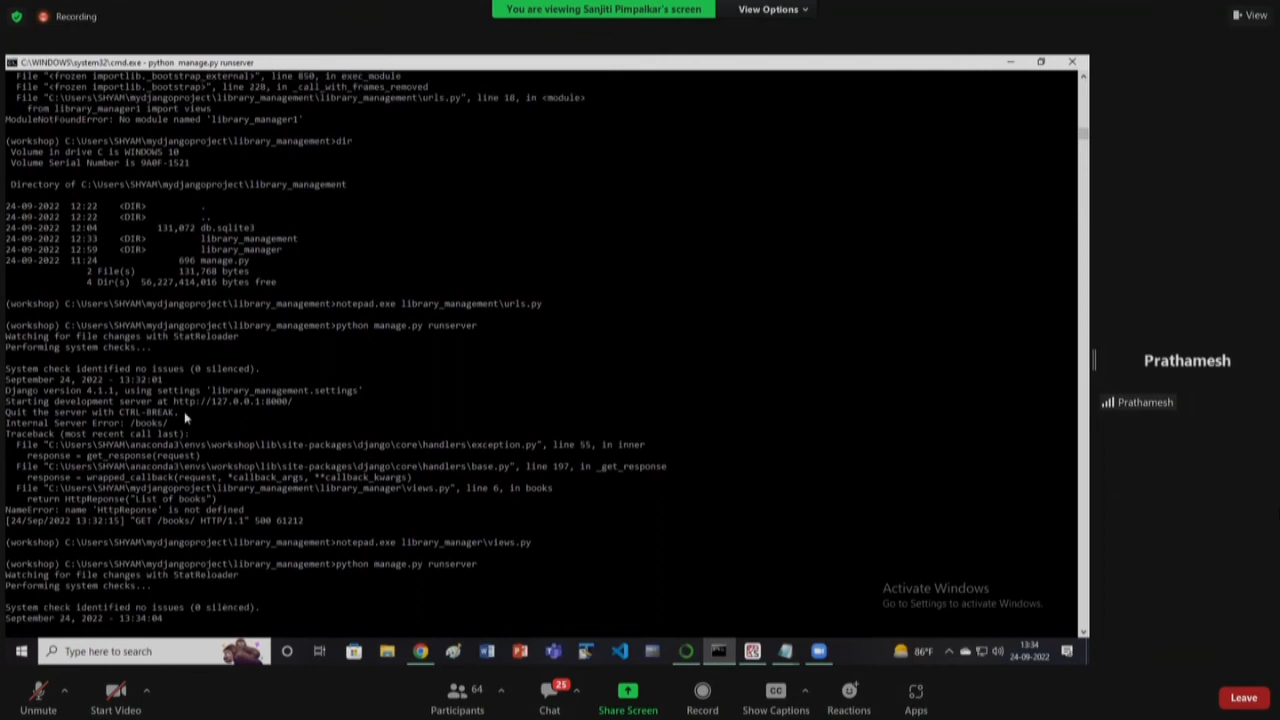 Recording
You are viewing Sanjiti Pimpalkar's screen
View Options
View
C:\WINDOWS\system32\cmd.exe - python manage.py runserver
File "<frozen importlib._bootstrap_external>", line 850, in exec_module
File "<frozen importlib._bootstrap>", line 228, in _call_with_frames_removed
File "C:\Users\SHYAM\mydjangoproject\library_management\library_management\urls.py", line 18, in <module>
from library_manager1 import views
ModuleNotFoundError: No module named 'library_manager1'
(workshop) C:\Users\SHYAM\mydjangoproject\library_management>dir
Volume in drive C is WINDOWS 10
Volume Serial Number is 9A0F-1521
Directory of C:\Users\SHYAM\mydjangoproject\library_management
24-09-2022 12:22 <DIR> .
24-09-2022 12:22 <DIR> ..
24-09-2022 12:04 131,072 db.sqlite3
24-09-2022 12:33 <DIR> library_management
24-09-2022 12:59 <DIR> library_manager
24-09-2022 11:24 696 manage.py
2 File(s) 131,768 bytes
4 Dir(s) 56,227,414,016 bytes free
(workshop) C:\Users\SHYAM\mydjangoproject\library_management>notepad.exe library_management\urls.py
(workshop) C:\Users\SHYAM\mydjangoproject\library_management>python manage.py runserver
Watching for file changes with StatReloader
Performing system checks...
System check identified no issues (0 silenced).
September 24, 2022 - 13:32:01
Django version 4.1.1, using settings 'library_management.settings'
Starting development server at http://127.0.0.1:8000/
Quit the server with CTRL-BREAK.
Internal Server Error: /books/
Traceback (most recent call last):
File "C:\Users\SHYAM\anaconda3\envs\workshop\lib\site-packages\django\core\handlers\exception.py", line 55, in inner
response = get_response(request)
File "C:\Users\SHYAM\anaconda3\envs\workshop\lib\site-packages\django\core\handlers\base.py", line 197, in _get_response
response = wrapped_callback(request, *callback_args, **callback_kwargs)
File "C:\Users\SHYAM\mydjangoproject\library_management\library_manager\views.py", line 6, in books
return HttpReponse("List of books")
NameError: name 'HttpReponse' is not defined
[24/Sep/2022 13:32:15] "GET /books/ HTTP/1.1" 500 61212
(workshop) C:\Users\SHYAM\mydjangoproject\library_management>notepad.exe library_manager\views.py
(workshop) C:\Users\SHYAM\mydjangoproject\library_management>python manage.py runserver
Watching for file changes with StatReloader
Performing system checks...
System check identified no issues (0 silenced).
September 24, 2022 - 13:34:04
Activate Windows
Go to Settings to activate Windows.
Prathamesh
Prathamesh
Type here to search
86°F
13:34
24-09-2022
Unmute
Start Video
Participants 64
Chat 25
Share Screen
Record
CC
Show Captions
Reactions
Apps
Leave